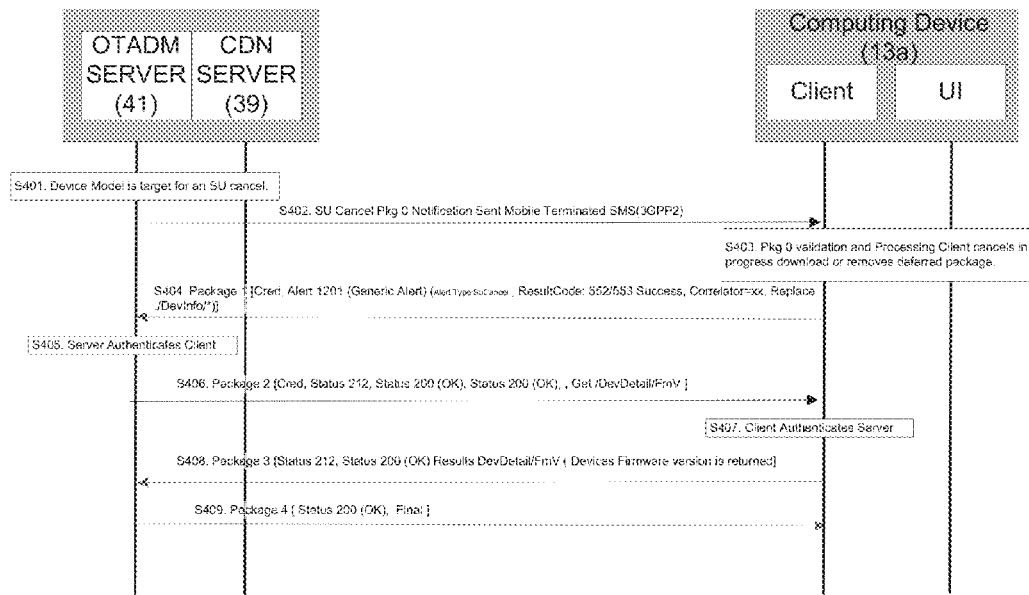 OTADM SERVER (41)
CDN SERVER (39)
Computing Device (13a)
Client
UI
S401. Device Model is target for an SU cancel.
S402. SU Cancel Pkg 0 Notification Sent Mobile Terminated SMS(3GPP2)
S403. Pkg 0 validation and Processing Client cancels in
progress download or removes deferred package.
S404. Package 1 [Cred, Alert 1201 (Generic Alert) (Alert Type SuCancel , ResultCode: 552/553 Success, Correlator=xx, Replace
/DevInfo/*)]
S405. Server Authenticates Client
S406. Package 2 [Cred, Status 212, Status 200 (OK), Status 200 (OK), , Get /DevDetail/FmV ]
S407. Client Authenticates Server
S408. Package 3 [Status 212, Status 200 (OK) Results DevDetail/FmV ( Devices Firmware version is returned]
S409. Package 4 [ Status 200 (OK), Final ]